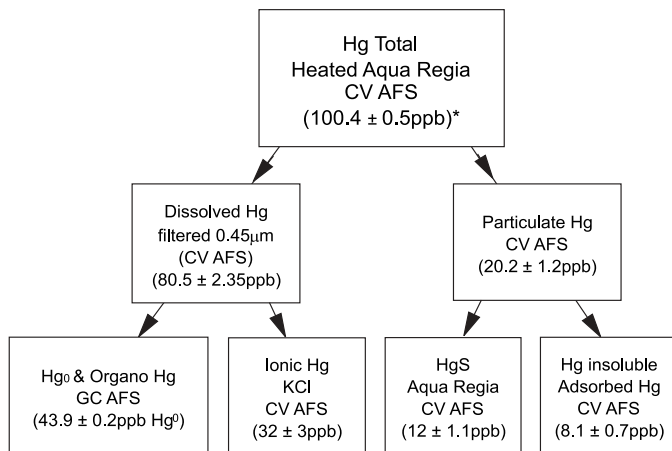 Hg Total
Heated Aqua Regia
CV AFS
(100.4 ± 0.5ppb)*
Dissolved Hg
filtered 0.45µm
(CV AFS)
(80.5 ± 2.35ppb)
Particulate Hg
CV AFS
(20.2 ± 1.2ppb)
Hg₀ & Organo Hg
GC AFS
(43.9 ± 0.2ppb Hg⁰)
Ionic Hg
KCl
CV AFS
(32 ± 3ppb)
HgS
Aqua Regia
CV AFS
(12 ± 1.1ppb)
Hg insoluble
Adsorbed Hg
CV AFS
(8.1 ± 0.7ppb)